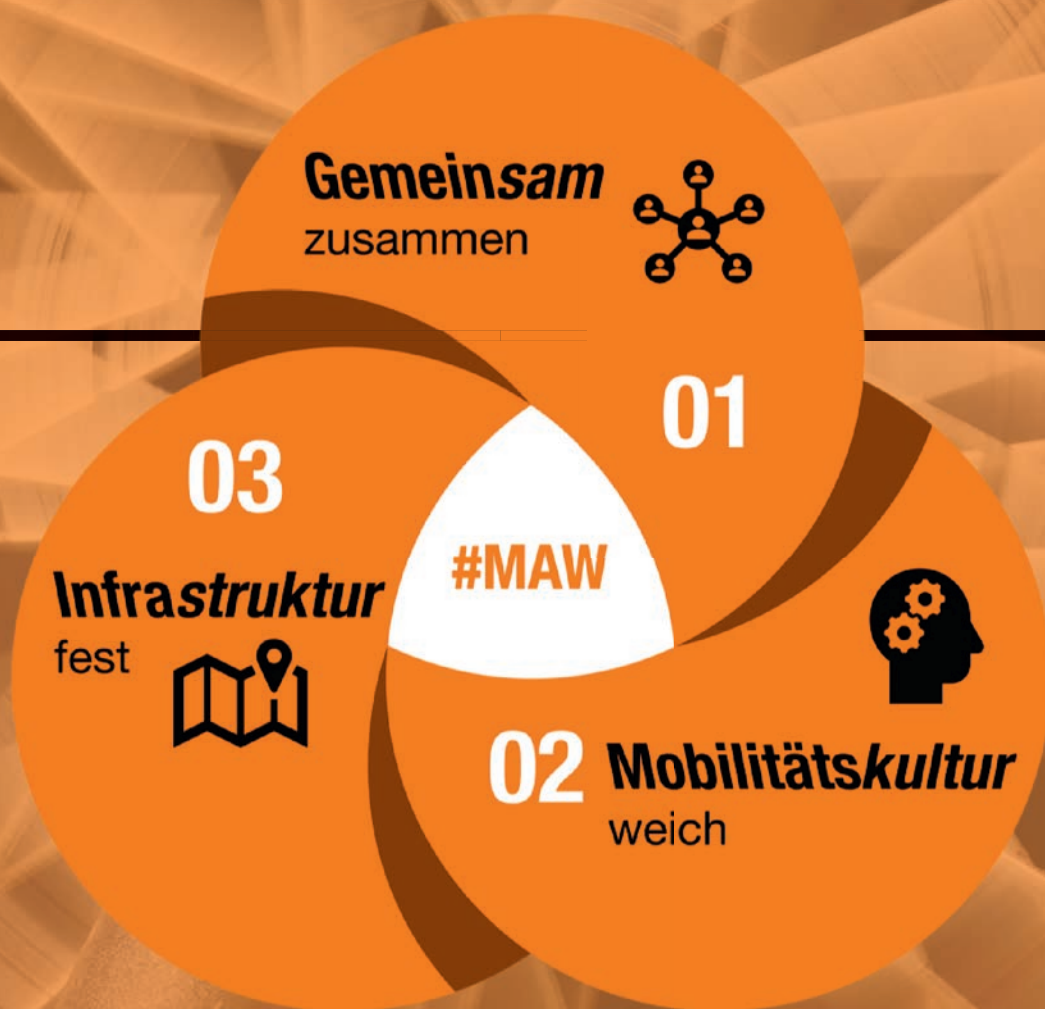 Gemeinsam
zusammen
01
03
#MAW
Infrastruktur
fest
02 Mobilitätskultur
weich